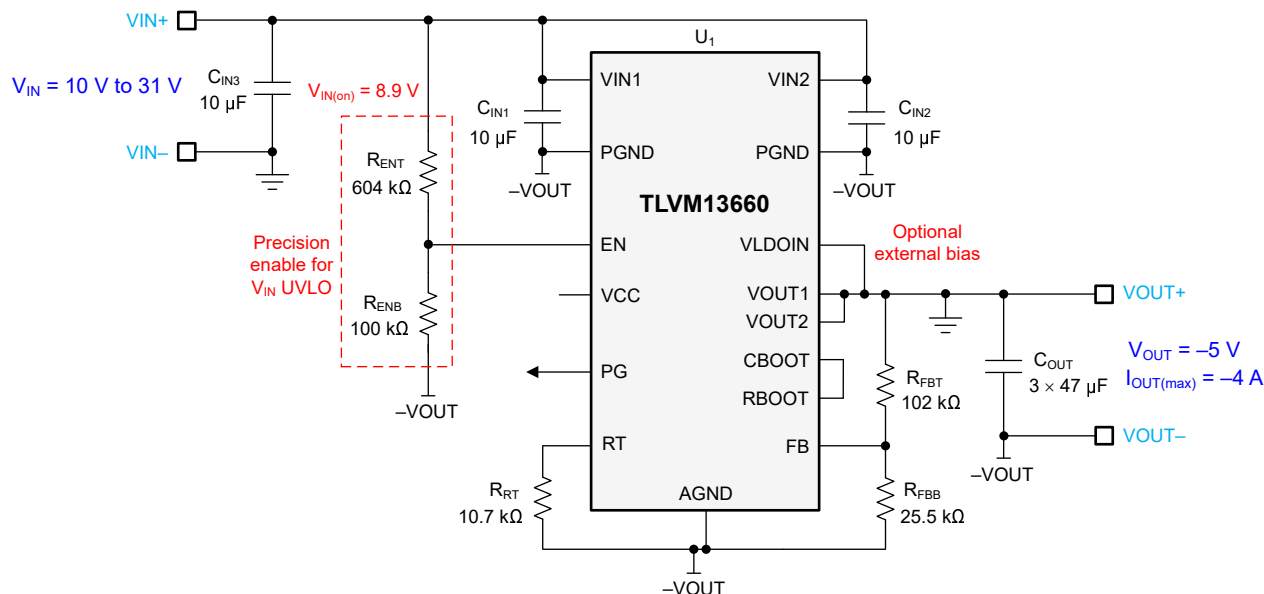 VIN+
U1
VIN1
VIN2
VIN = 10 V to 31 V
CIN3
10 µF
VIN(on) = 8.9 V
CIN1
10 µF
CIN2
10 µF
VIN–
PGND
PGND
–VOUT
–VOUT
RENT
604 kΩ
TLVM13660
Precision
enable for
VIN UVLO
EN
VLDOIN
Optional
external bias
VCC
VOUT1
VOUT+
RENB
100 kΩ
VOUT2
CBOOT
COUT
3 × 47 µF
VOUT = –5 V
IOUT(max) = –4 A
PG
RBOOT
RFBT
102 kΩ
–VOUT
VOUT–
RT
FB
–VOUT
RRT
10.7 kΩ
AGND
RFBB
25.5 kΩ
–VOUT